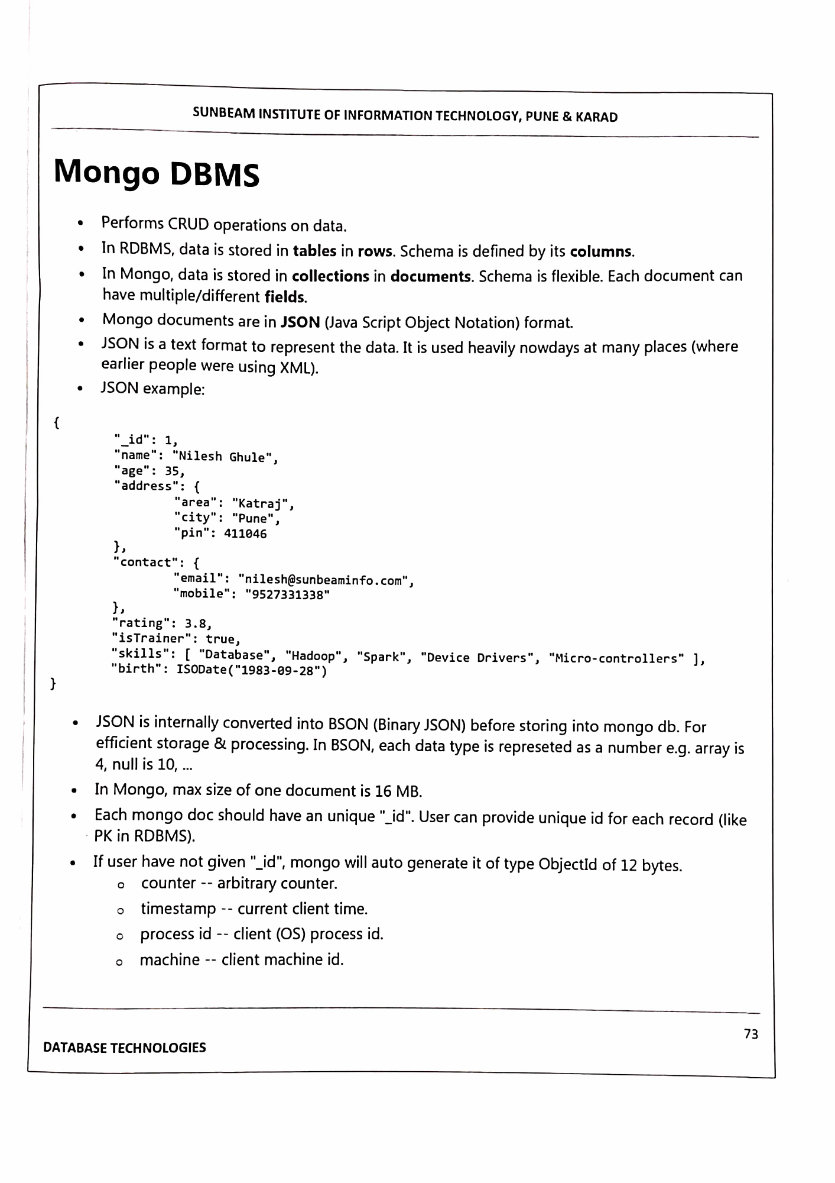 SUNBEAM INSTITUTE OF INFORMATION TECHNOLOGY, PUNE & KARAD
Mongo DBMS
• Performs CRUD operations on data.
• In RDBMS, data is stored in tables in rows. Schema is defined by its columns.
• In Mongo, data is stored in collections in documents. Schema is flexible. Each document can
have multiple/different fields.
• Mongo documents are in JSON (Java Script Object Notation) format.
• JSON is a text format to represent the data. It is used heavily nowdays at many places (where
earlier people were using XML).
• JSON example:
{
"_id": 1,
"name": "Nilesh Ghule",
"age": 35,
"address": {
"area": "Katraj",
"city": "Pune",
"pin": 411046
},
"contact": {
"email": "nilesh@sunbeaminfo.com",
"mobile": "9527331338"
},
"rating": 3.8,
"isTrainer": true,
"skills": [ "Database", "Hadoop", "Spark", "Device Drivers", "Micro-controllers" ],
"birth": ISODate("1983-09-28")
}
• JSON is internally converted into BSON (Binary JSON) before storing into mongo db. For
efficient storage & processing. In BSON, each data type is represeted as a number e.g. array is
4, null is 10, ...
• In Mongo, max size of one document is 16 MB.
• Each mongo doc should have an unique "_id". User can provide unique id for each record (like
PK in RDBMS).
• If user have not given "_id", mongo will auto generate it of type ObjectId of 12 bytes.
o counter -- arbitrary counter.
o timestamp -- current client time.
o process id -- client (OS) process id.
o machine -- client machine id.
73
DATABASE TECHNOLOGIES